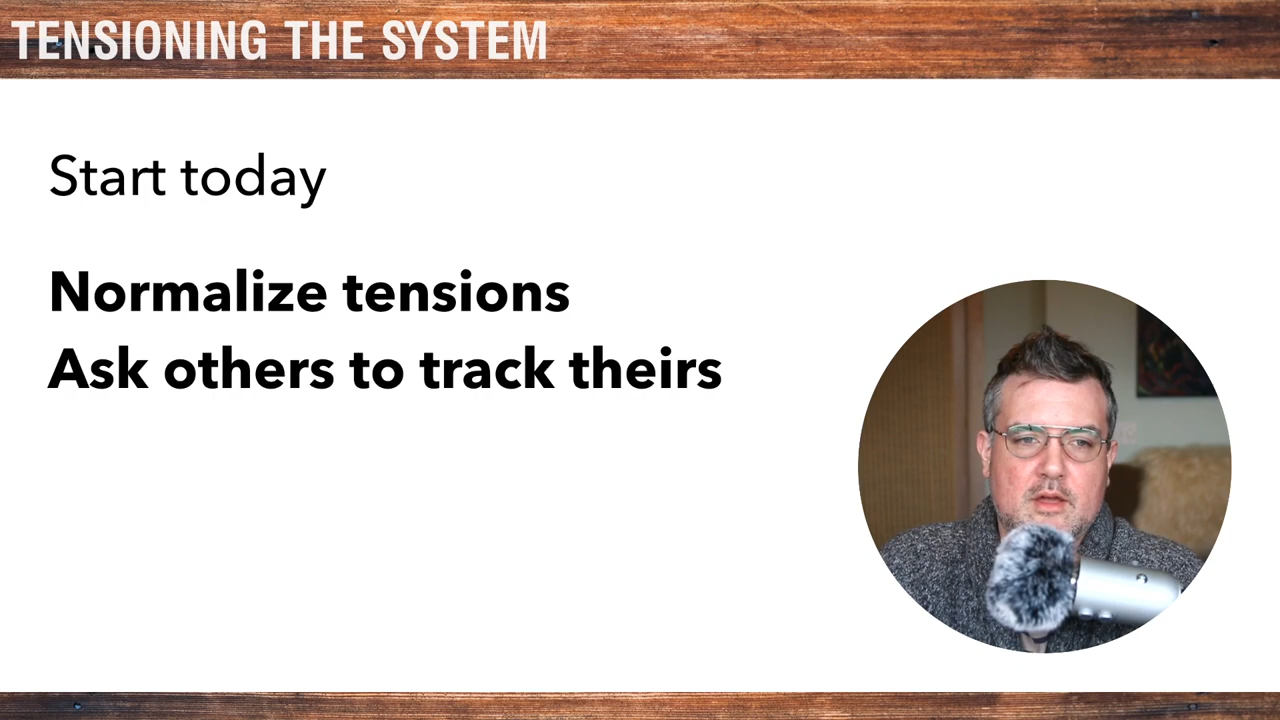 TENSIONING THE SYSTEM
Start today
Normalize tensions
Ask others to track theirs